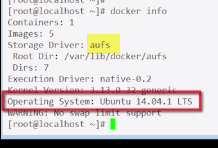 [root@localhost ~]#
[root@localhost ~]# docker info
Containers: 1
Images: 5
Storage Driver: aufs
Root Dir: /var/lib/docker/aufs
Dirs: 7
Execution Driver: native-0.2
Kernel Version: 3.13.0-32-generic
Operating System: Ubuntu 14.04.1 LTS
WARNING: No swap limit support
[root@localhost ~]#